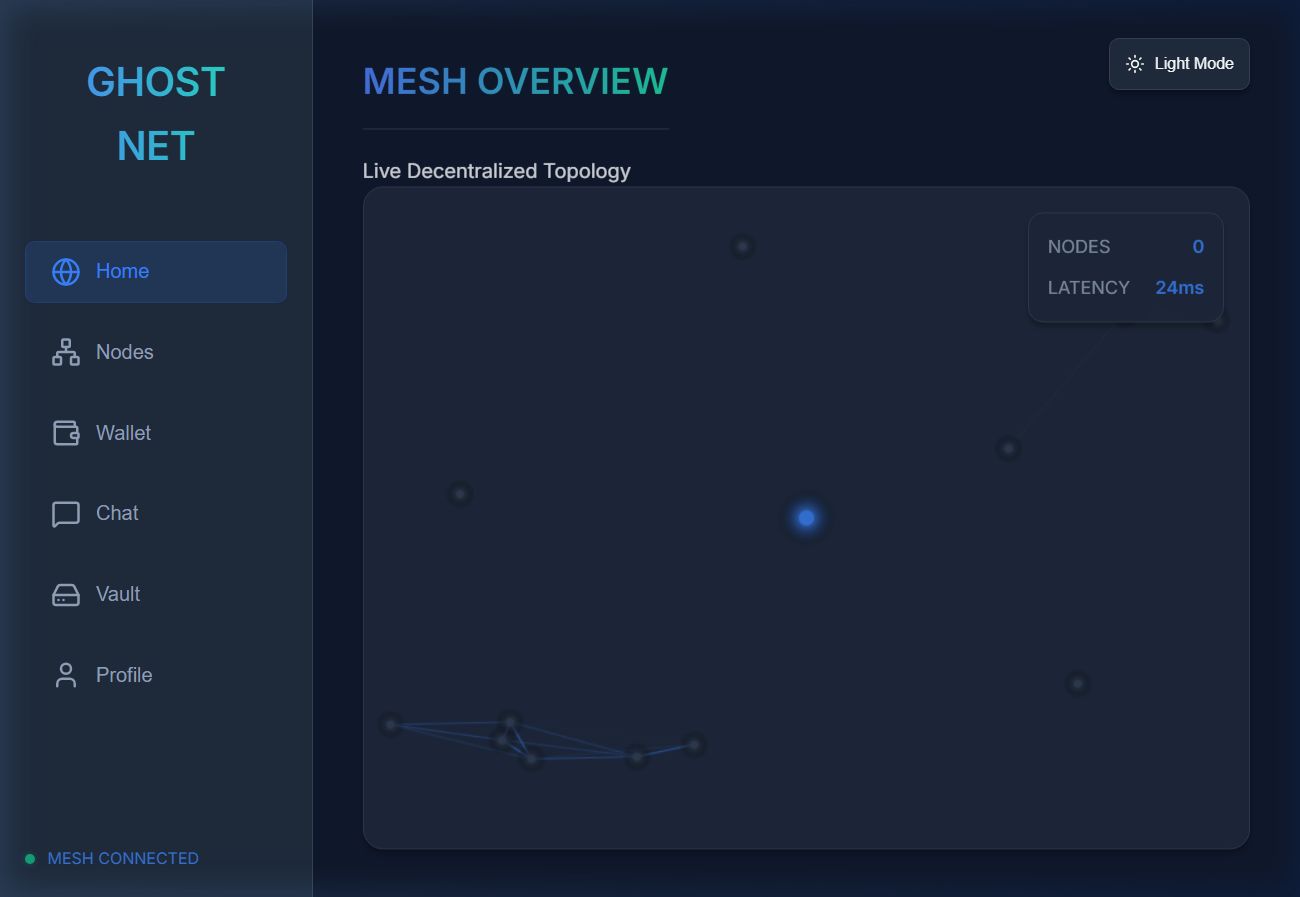 GHOST
NET
Home
Nodes
Wallet
Chat
Vault
Profile
MESH CONNECTED
MESH OVERVIEW
Light Mode
Live Decentralized Topology
NODES 0
LATENCY 24ms